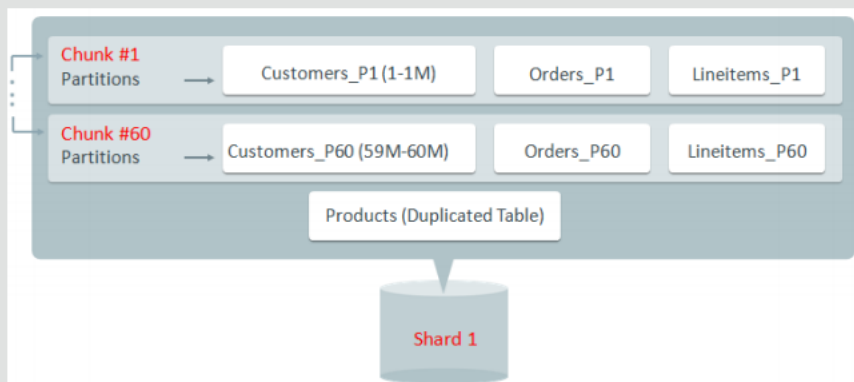 Chunk #1
Partitions
Customers_P1 (1-1M)
Orders_P1
Lineitems_P1
Chunk #60
Partitions
Customers_P60 (59M-60M)
Orders_P60
Lineitems_P60
Products (Duplicated Table)
Shard 1